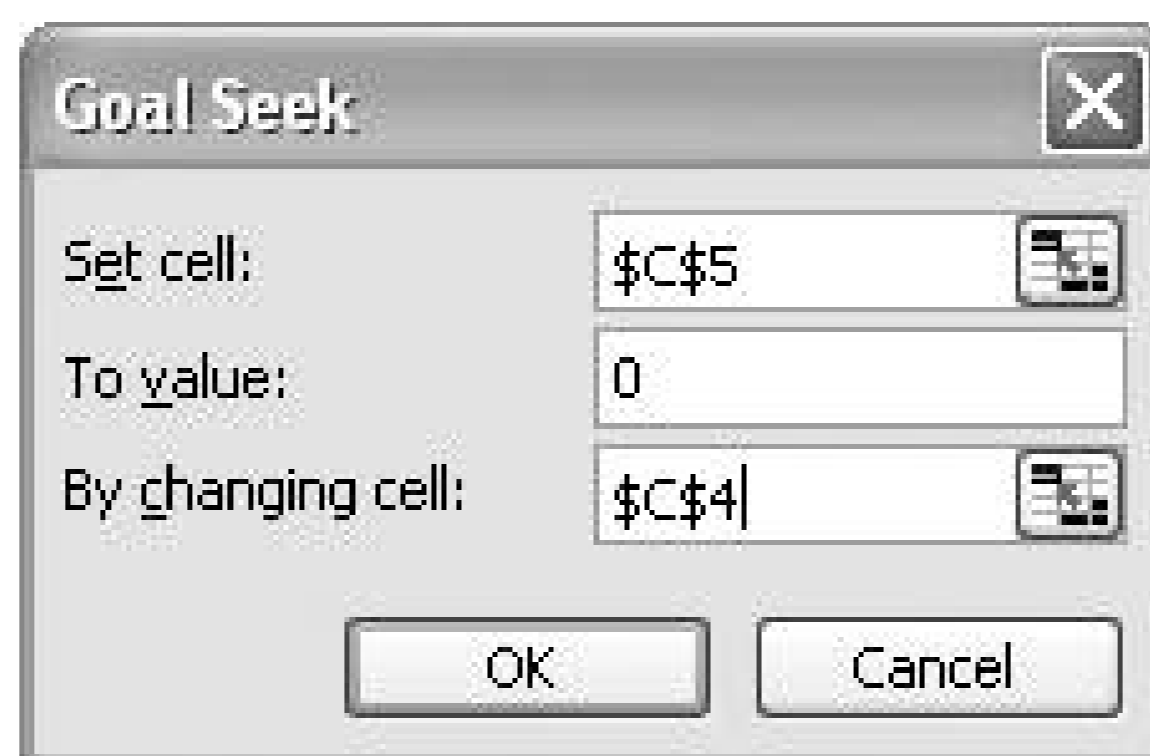 Goal Seek
Set cell: $C$5
To value: 0
By changing cell: $C$4
OK Cancel